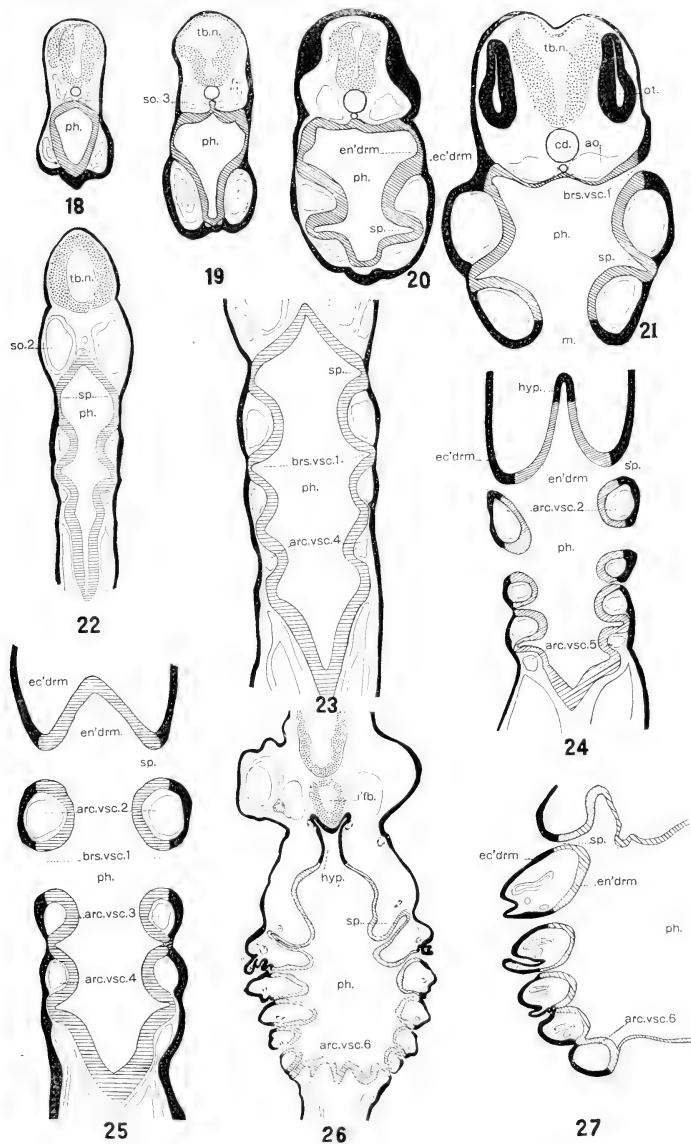 tb.n.
ph.
18
tb.n.
so. 3
ph.
19
en'drm
ec'drm
ph.
sp.
20
tb.n.
ot.
cd.
ao.
brs.vsc.1
ph.
sp.
m.
21
tb.n.
so.2
sp.
ph.
22
sp.
brs.vsc.1.
ph.
arc.vsc.4
23
hyp.
ec'drm
en'drm
sp.
arc.vsc.2
ph.
arc.vsc.5
24
ec'drm
en'drm.
sp.
arc.vsc.2
brs.vsc.1
ph.
arc.vsc.3
arc.vsc.4
25
hyp.
sp.
ph.
arc.vsc.6
26
sp.
ec'drm
en'drm
ph.
arc.vsc.6
27